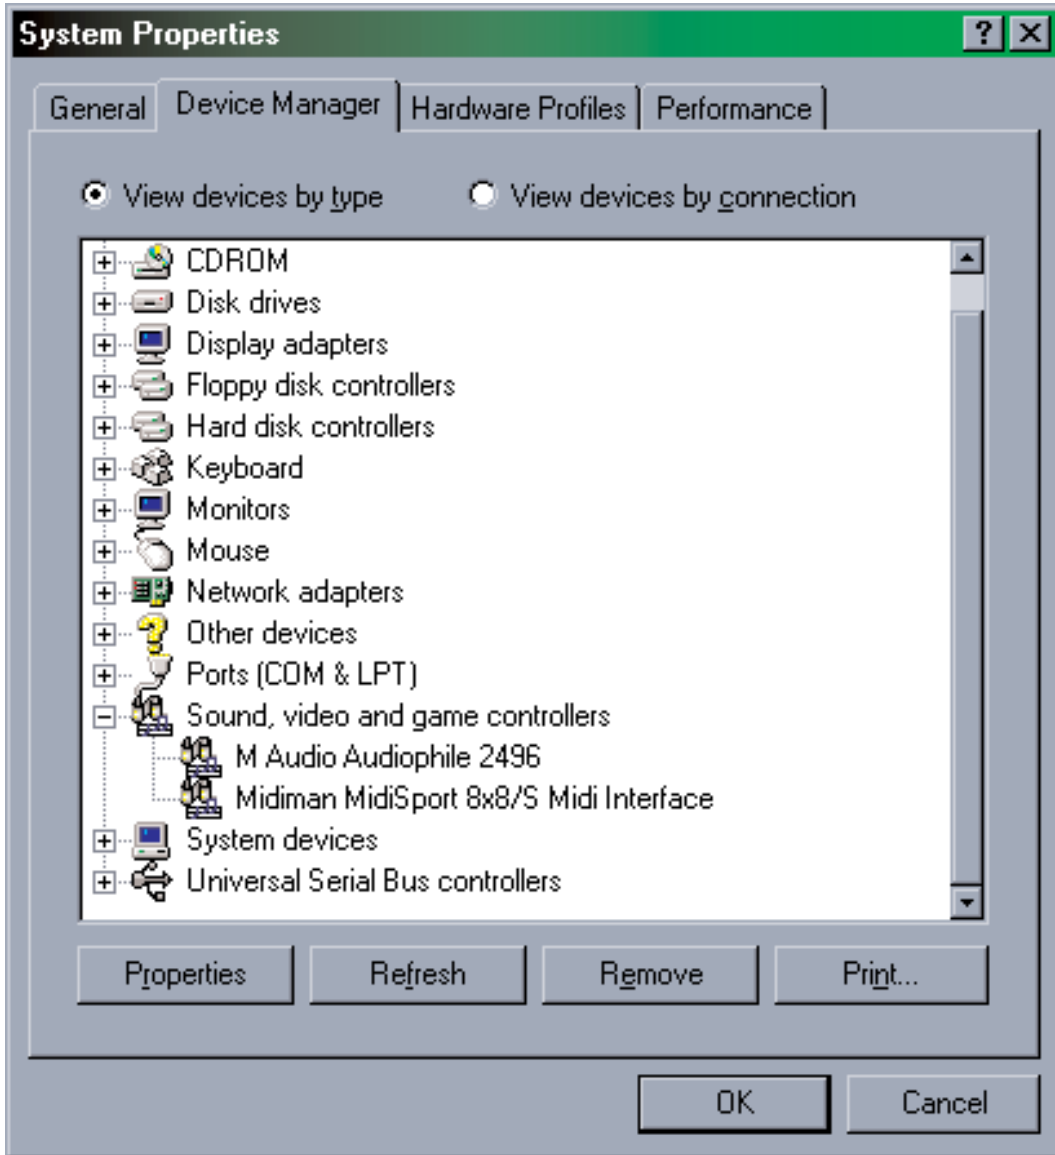 System Properties
General Device Manager Hardware Profiles Performance
View devices by type View devices by connection
CDROM
Disk drives
Display adapters
Floppy disk controllers
Hard disk controllers
Keyboard
Monitors
Mouse
Network adapters
Other devices
Ports (COM & LPT)
Sound, video and game controllers
M Audio Audiophile 2496
Midiman MidiSport 8x8/S Midi Interface
System devices
Universal Serial Bus controllers
Properties Refresh Remove Print...
OK Cancel